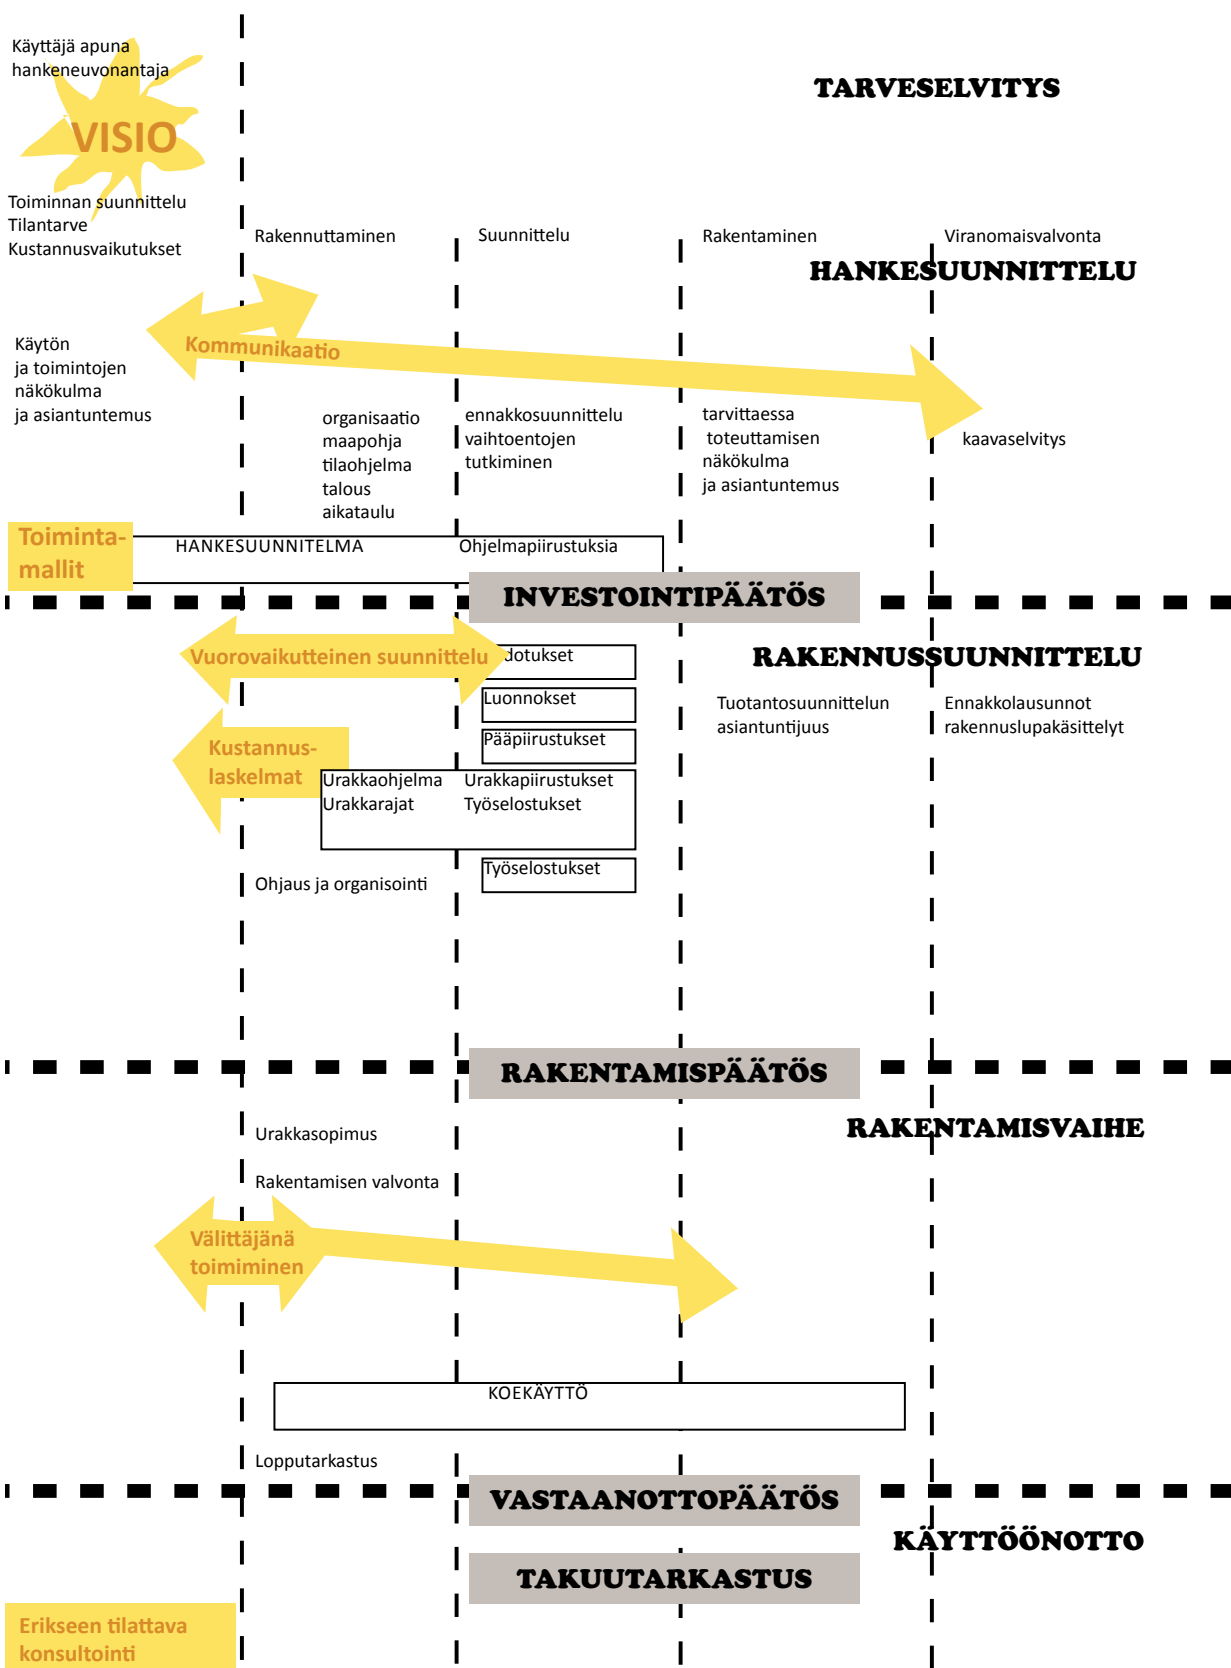 Käyttäjä apuna
hankeneuvonantaja
TARVESELVITYS
VISIO
Toiminnan suunnittelu
Tilantarve
Kustannusvaikutukset
Rakennuttaminen
Suunnittelu
Rakentaminen
Viranomaisvalvonta
HANKESUUNNITTELU
Kommunikaatio
Käytön
ja toimintojen
näkökulma
ja asiantuntemus
organisaatio
maapohja
tilaohjelma
talous
aikataulu
ennakkosuunnittelu
vaihtoentojen
tutkiminen
tarvittaessa
toteuttamisen
näkökulma
ja asiantuntemus
kaavaselvitys
Toiminta-
mallit
HANKESUUNNITELMA
Ohjelmapiirustuksia
INVESTOINTIPÄÄTÖS
Vuorovaikutteinen suunnittelu
dotukset
RAKENNUSSUUNNITTELU
Luonnokset
Tuotantosuunnittelun
asiantuntijuus
Ennakkolausunnot
rakennuslupakäsittelyt
Pääpiirustukset
Kustannus-
laskelmat
Urakkaohjelma
Urakkarajat
Urakkapiirustukset
Työselostukset
Työselostukset
Ohjaus ja organisointi
RAKENTAMISPÄÄTÖS
RAKENTAMISVAIHE
Urakkasopimus
Rakentamisen valvonta
Välittäjänä
toimiminen
KOEKÄYTTÖ
Lopputarkastus
VASTAANOTTOPÄÄTÖS
KÄYTTÖÖNOTTO
TAKUUTARKASTUS
Erikseen tilattava
konsultointi